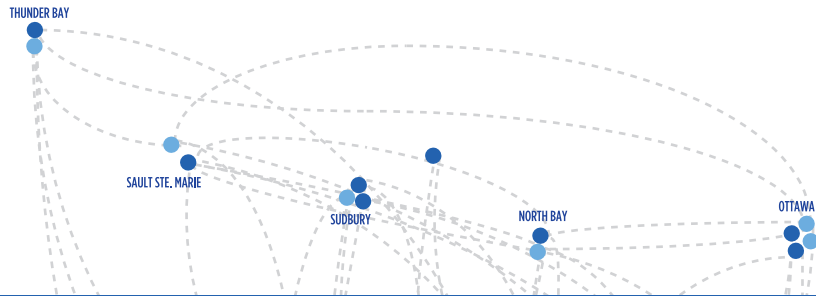 THUNDER BAY
SAULT STE. MARIE
SUDBURY
NORTH BAY
OTTAWA